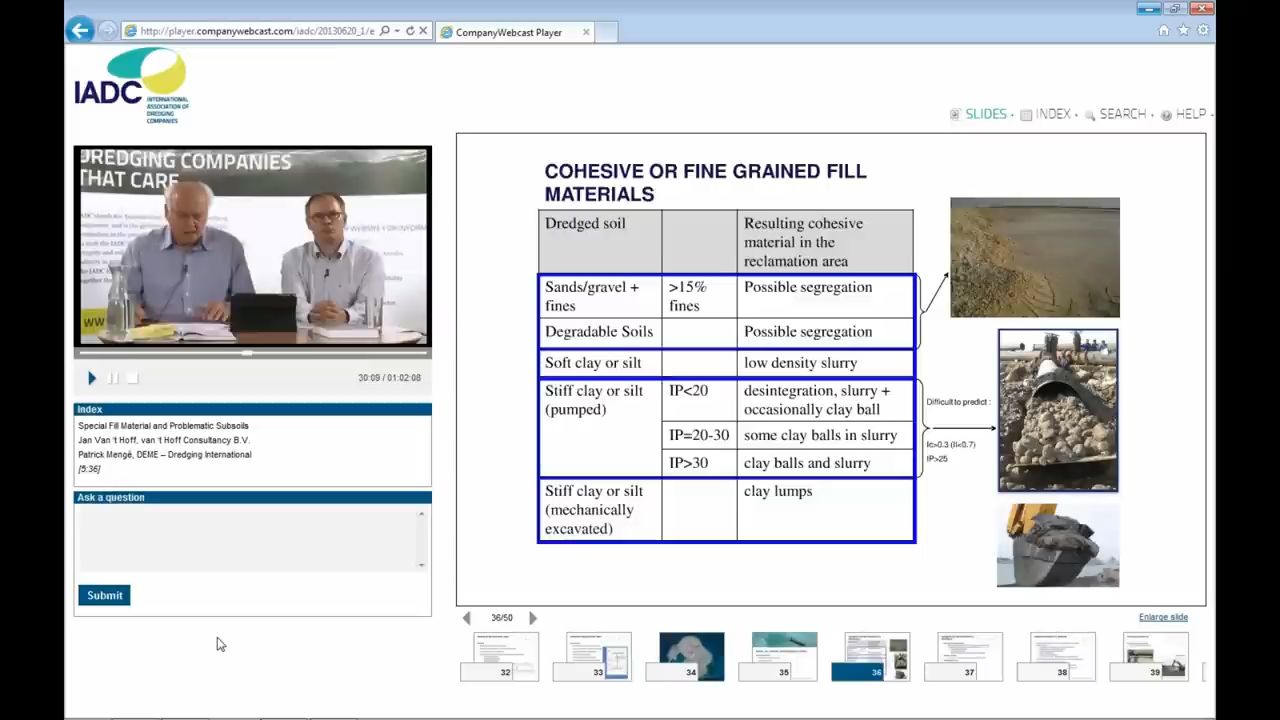 http://player.companywebcast.com/iadc/20130620_1/e
CompanyWebcast Player
IADC
INTERNATIONAL
ASSOCIATION OF
DREDGING
COMPANIES
SLIDES
INDEX
SEARCH
HELP
DREDGING COMPANIES
THAT CARE
WW
30:09 / 01:02:08
Index
Special Fill Material and Problematic Subsoils
Jan Van 't Hoff, van 't Hoff Consultancy B.V.
Patrick Mengé, DEME – Dredging International
[5:36]
Ask a question
Submit
COHESIVE OR FINE GRAINED FILL
MATERIALS
Dredged soil
Resulting cohesive
material in the
reclamation area
Sands/gravel +
fines
>15%
fines
Possible segregation
Degradable Soils
Possible segregation
Soft clay or silt
low density slurry
Stiff clay or silt
(pumped)
IP<20
desintegration, slurry +
occasionally clay ball
IP=20-30
some clay balls in slurry
IP>30
clay balls and slurry
Stiff clay or silt
(mechanically
excavated)
clay lumps
Difficult to predict :
Ic>0.3 (Il<0.7)
IP>25
36/50
Enlarge slide
32
33
34
35
36
37
38
39